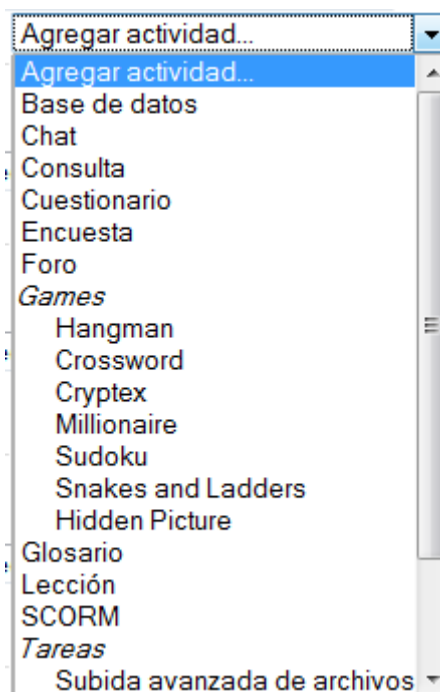 Agregar actividad...
Agregar actividad...
Base de datos
Chat
Consulta
Cuestionario
Encuesta
Foro
Games
Hangman
Crossword
Cryptex
Millionaire
Sudoku
Snakes and Ladders
Hidden Picture
Glosario
Lección
SCORM
Tareas
Subida avanzada de archivos